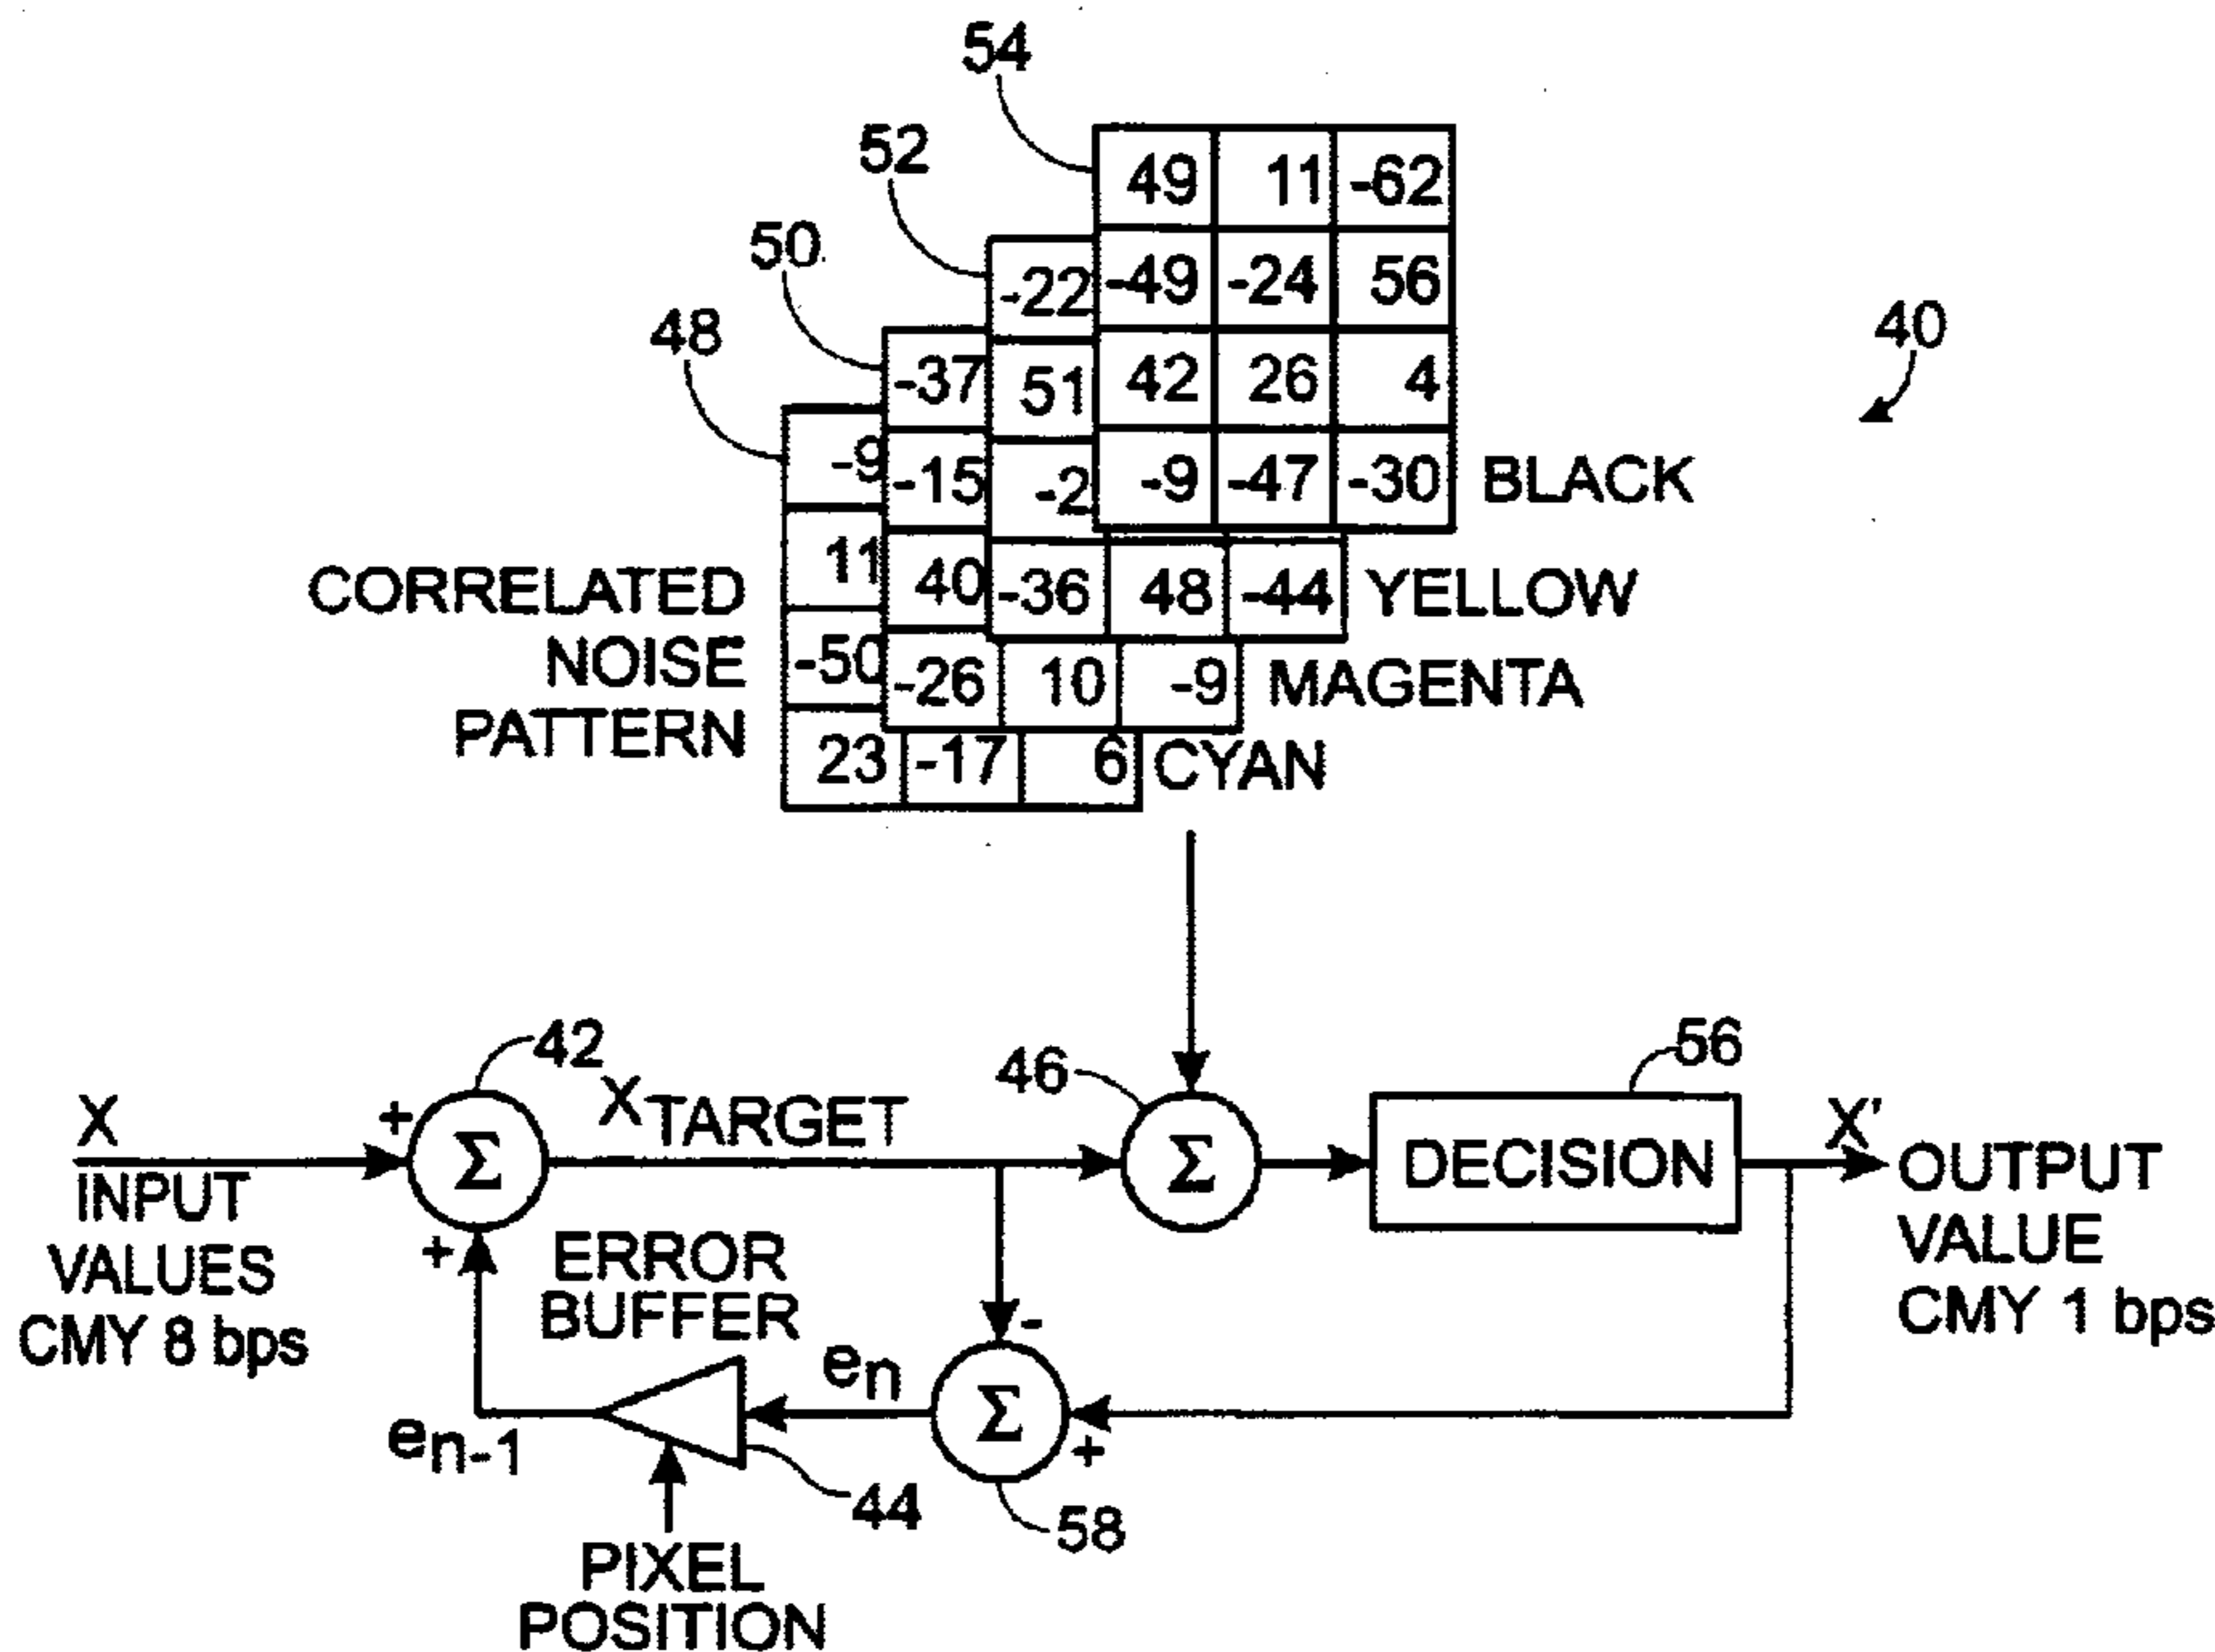 54
49 11 -62
52
-22 -49 -24 56
50
-37 51 42 26 4
48
40
-9 -15 -2 -9 -47 -30 BLACK
11 40 -36 48 -44 YELLOW
CORRELATED
NOISE
PATTERN
-50 -26 10 -9 MAGENTA
23 -17 6 CYAN
42
46
56
X
+
Σ
XTARGET
Σ
DECISION
X'
INPUT
VALUES
CMY 8 bps
OUTPUT
VALUE
CMY 1 bps
+
ERROR
BUFFER
-
en
Σ
+
en-1
44
58
PIXEL
POSITION